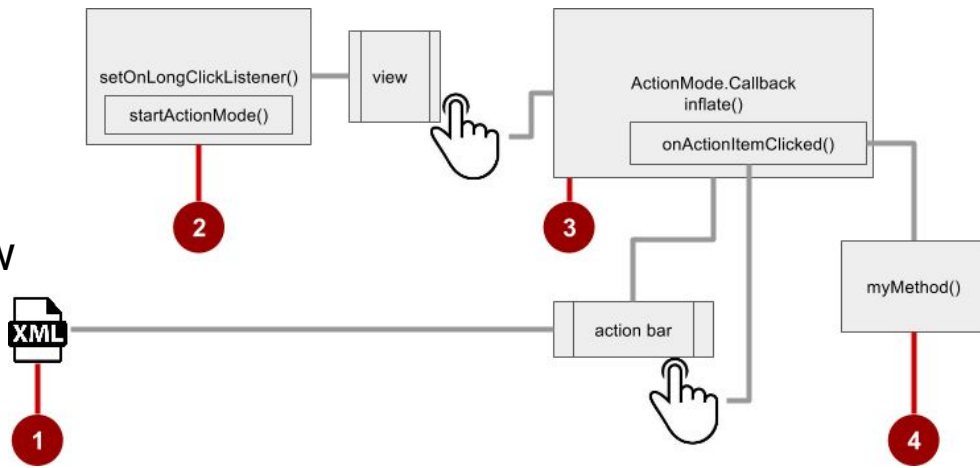 setOnLongClickListener()
startActionMode()
view
ActionMode.Callback
inflate()
onActionItemClicked()
2
3
W
XML
action bar
myMethod()
1
4